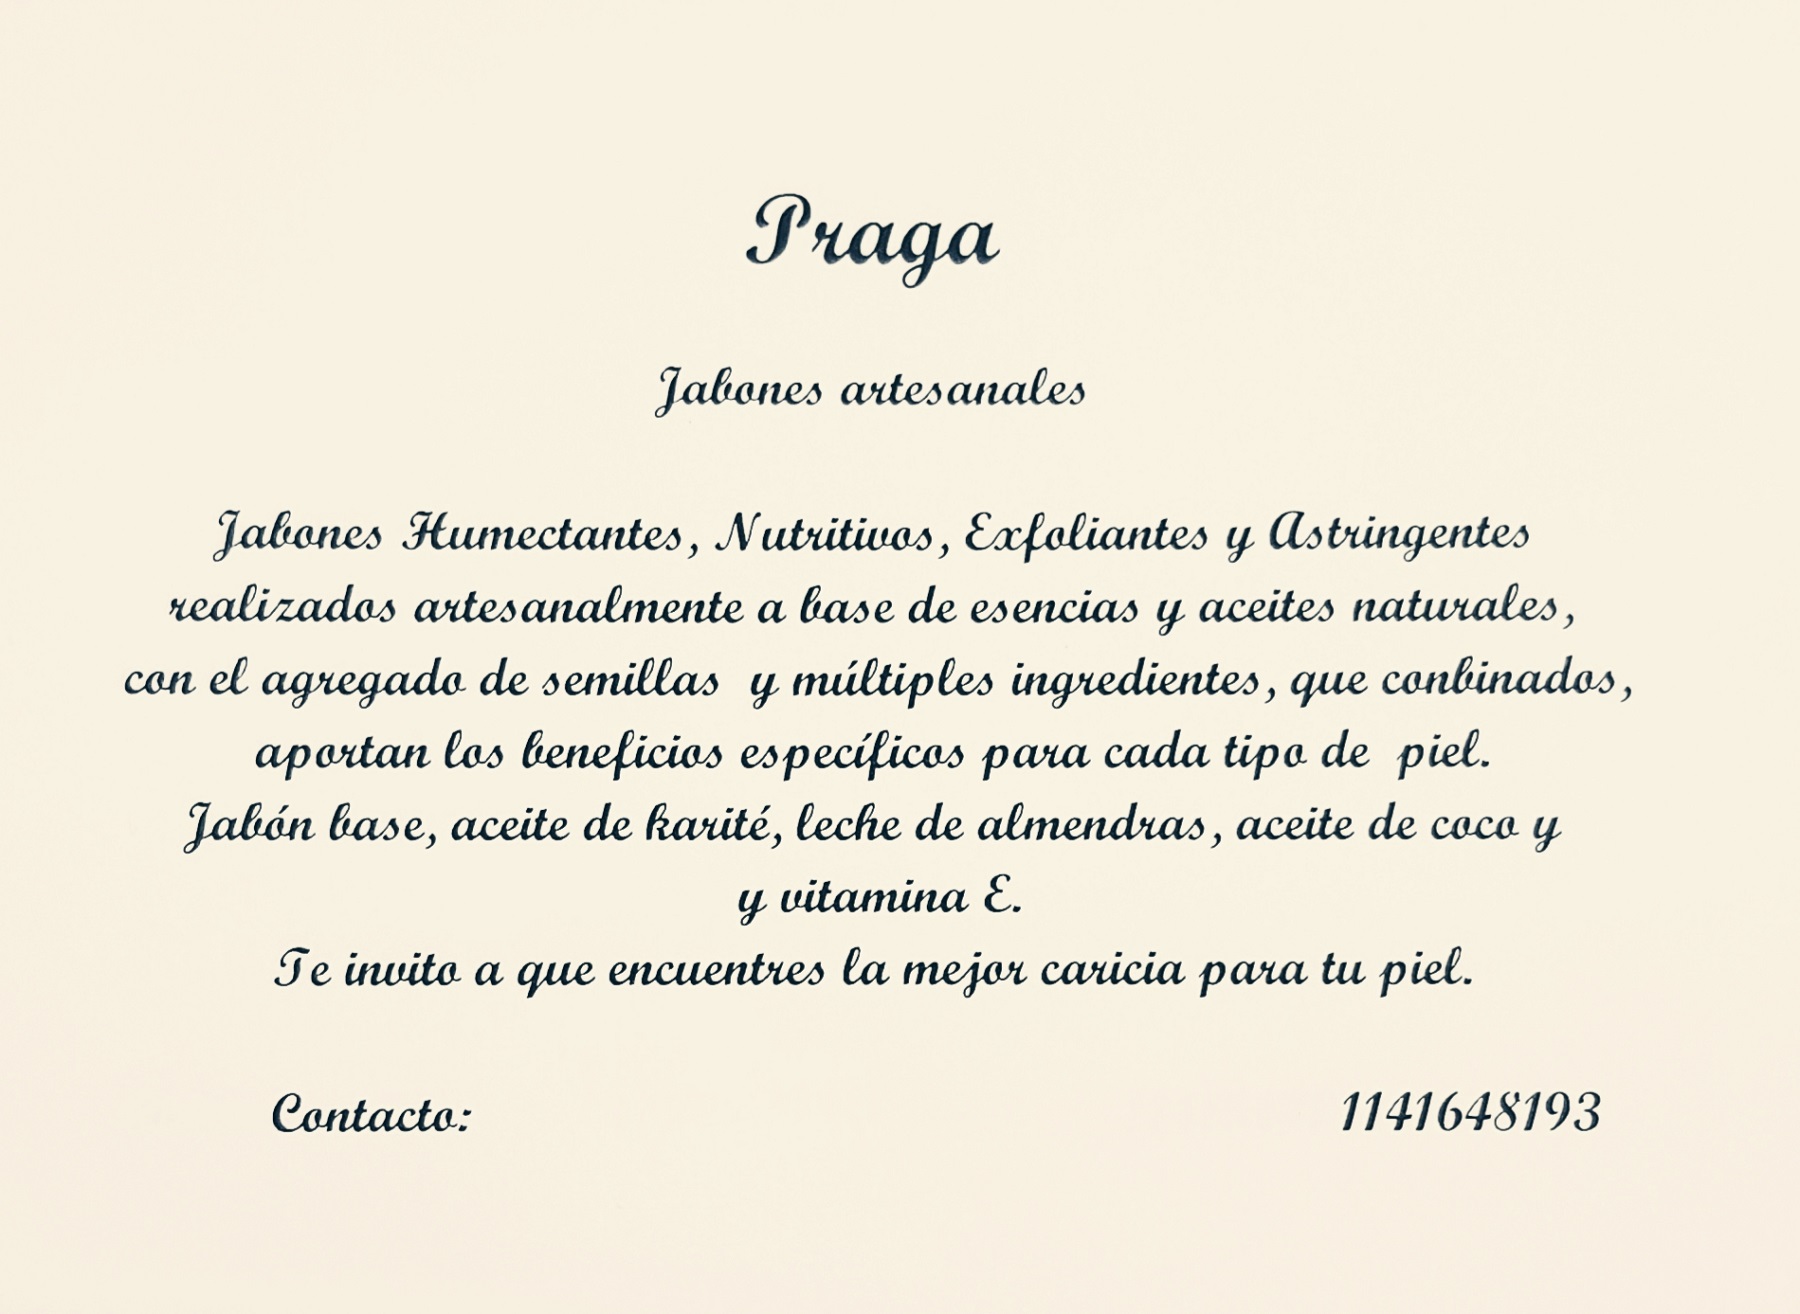 Praga
Jabones artesanales
Jabones Humectantes, Nutritivos, Exfoliantes y Astringentes
realizados artesanalmente a base de esencias y aceites naturales,
con el agregado de semillas y múltiples ingredientes, que conbinados,
aportan los beneficios específicos para cada tipo de piel.
Jabón base, aceite de karité, leche de almendras, aceite de coco y
y vitamina E.
Te invito a que encuentres la mejor caricia para tu piel.
Contacto: 1141648193